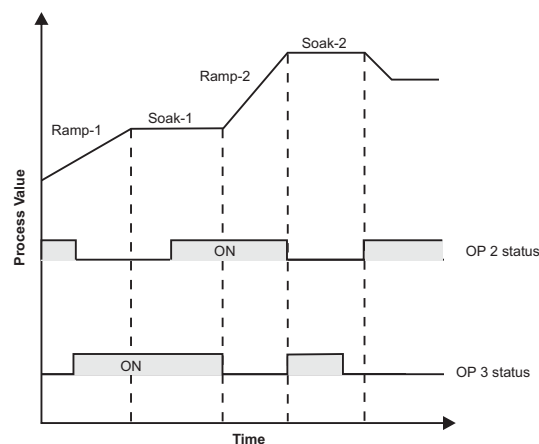 Soak-2
Ramp-2
Soak-1
Ramp-1
Process Value
ON
OP 2 status
ON
OP 3 status
Time